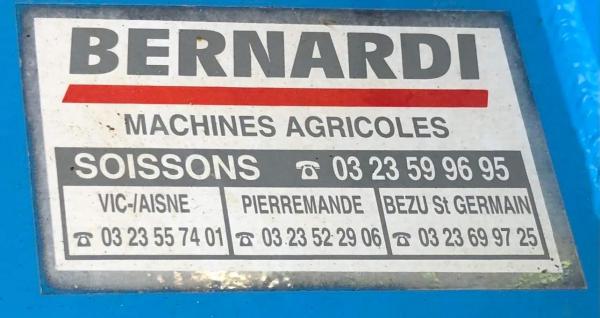 BERNARDI
MACHINES AGRICOLES
SOISSONS ☎ 03 23 59 96 95
VIC-/AISNE PIERREMANDE BEZU St GERMAIN
☎ 03 23 55 74 01 ☎ 03 23 52 29 06 ☎ 03 23 69 97 25